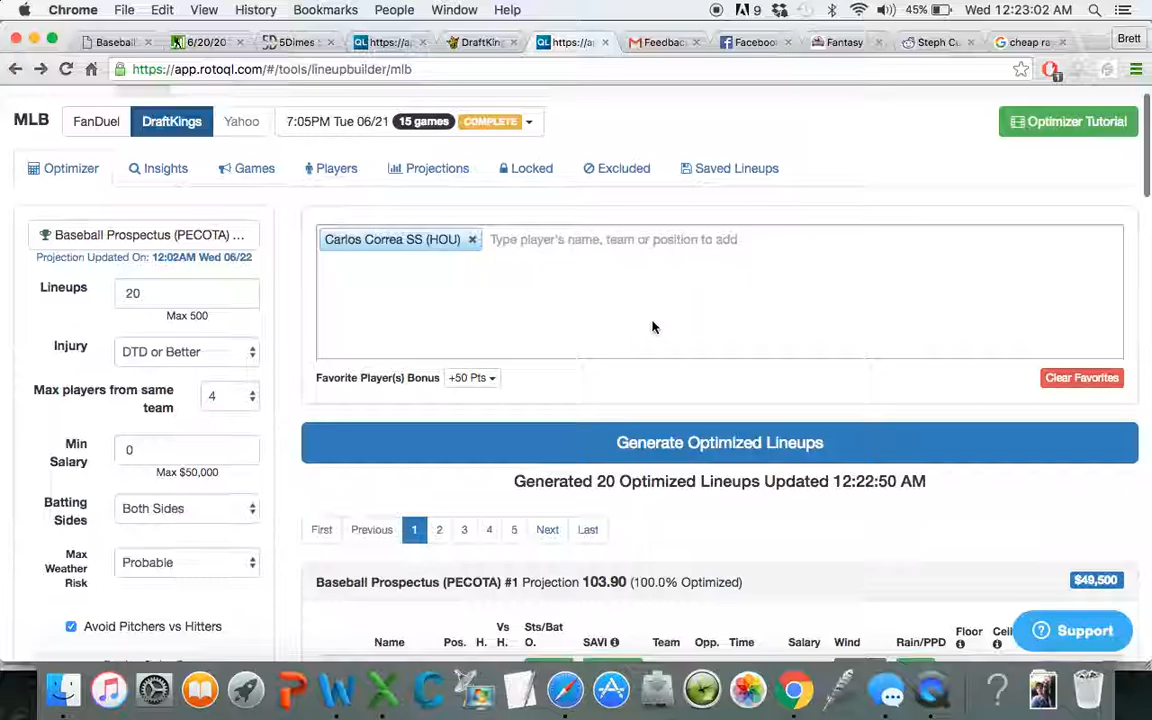 Chrome File Edit View History Bookmarks People Window Help 9 45% Wed 12:23:02 AM
Baseball 6/20/20 5Dimes https://a DraftKin https://a Feedbac Faceboo Fantasy Steph C cheap ra Brett
https://app.rotoql.com/#/tools/lineupbuilder/mlb
MLB FanDuel DraftKings Yahoo 7:05PM Tue 06/21 15 games COMPLETE Optimizer Tutorial
Optimizer Insights Games Players Projections Locked Excluded Saved Lineups
Baseball Prospectus (PECOTA) ...
Projection Updated On: 12:02AM Wed 06/22
Lineups 20
Max 500
Injury DTD or Better
Max players from same team 4
Min Salary 0
Max $50,000
Batting Sides Both Sides
Max Weather Risk Probable
Avoid Pitchers vs Hitters
Carlos Correa SS (HOU) × Type player's name, team or position to add
Favorite Player(s) Bonus +50 Pts Clear Favorites
Generate Optimized Lineups
Generated 20 Optimized Lineups Updated 12:22:50 AM
First Previous 1 2 3 4 5 Next Last
Baseball Prospectus (PECOTA) #1 Projection 103.90 (100.0% Optimized) $49,500
Name Pos. H. Vs H. Sts/Bat O. SAVI Team Opp. Time Salary Wind Rain/PPD Floor Ceil
Support